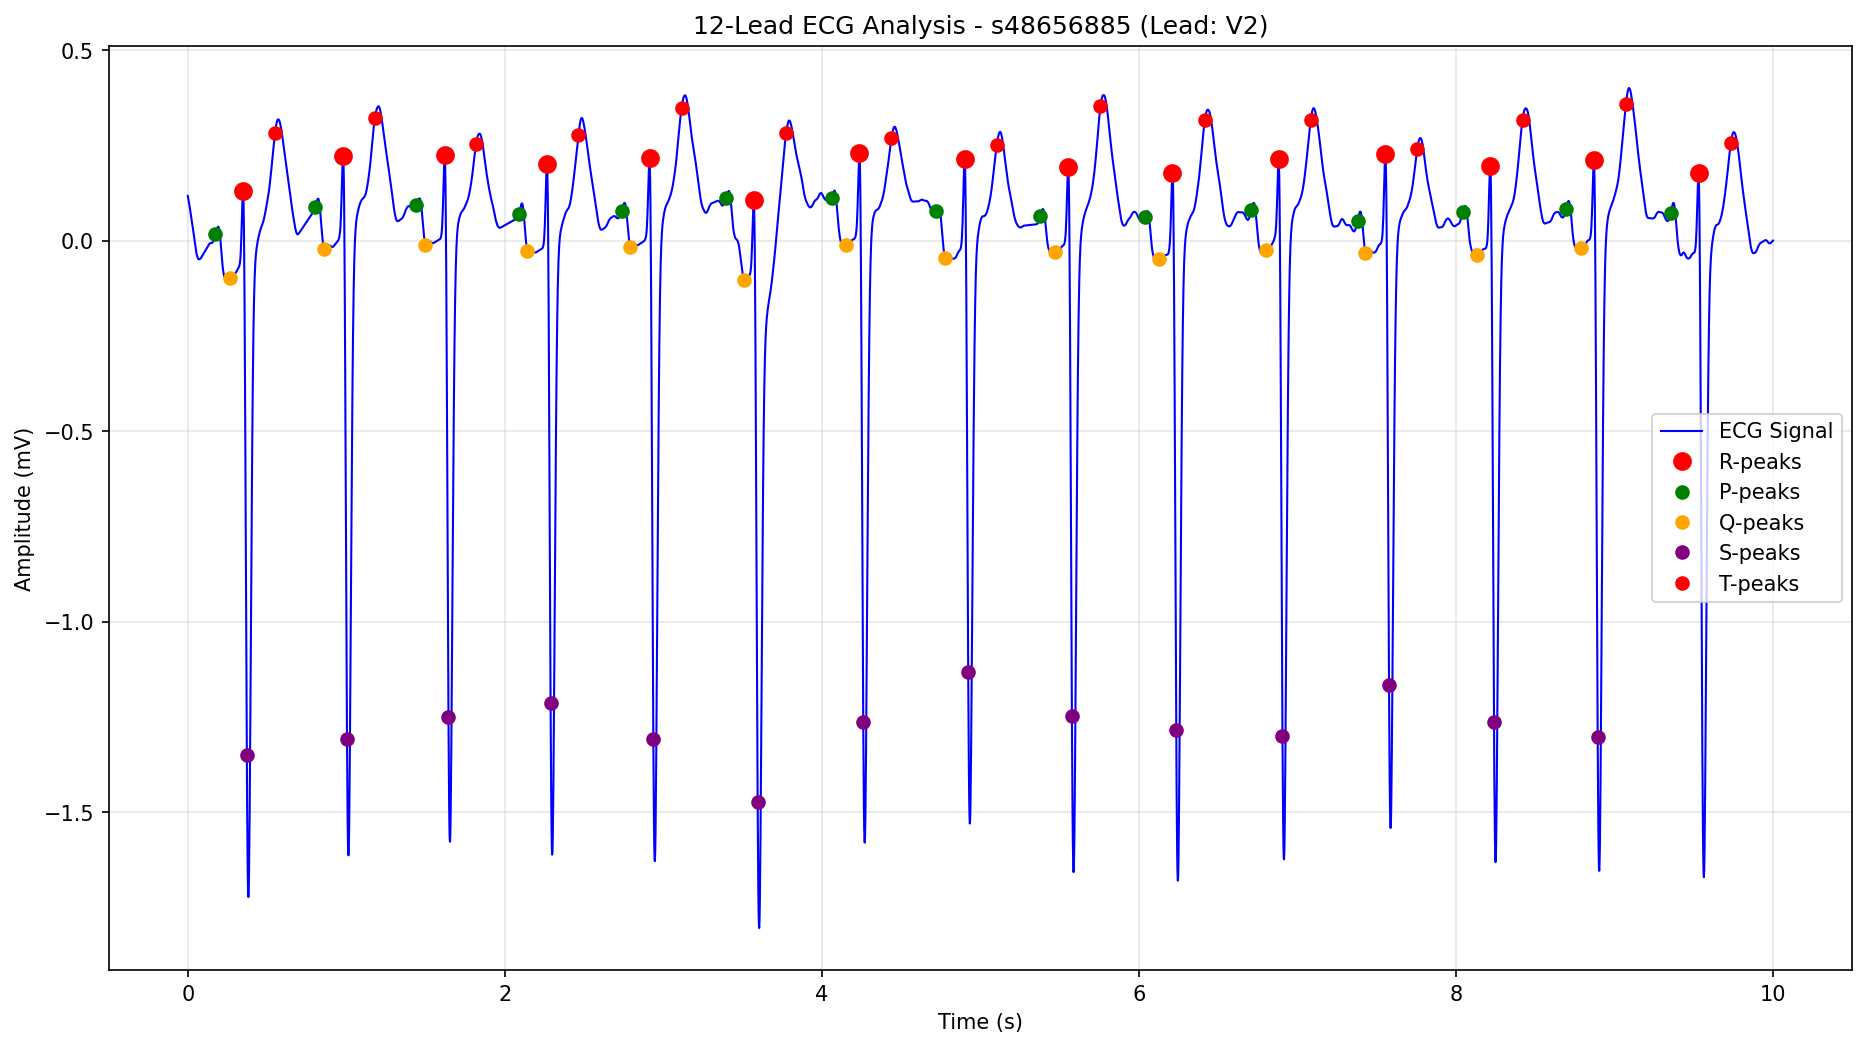 12-Lead ECG Analysis - s48656885 (Lead: V2)
0.5
0.0
−0.5
−1.0
−1.5
Amplitude (mV)
ECG Signal
R-peaks
P-peaks
Q-peaks
S-peaks
T-peaks
0 2 4 6 8 10
Time (s)